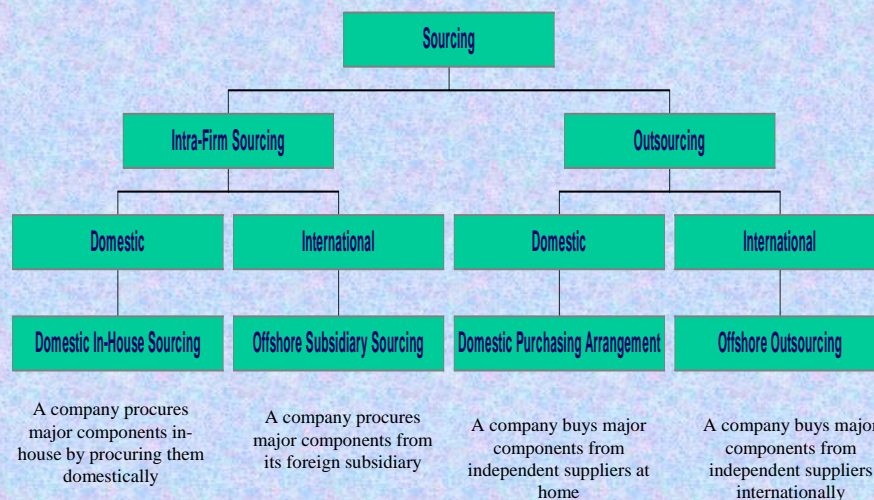 Sourcing
Intra-Firm Sourcing
Outsourcing
Domestic
International
Domestic
International
Domestic In-House Sourcing
Offshore Subsidiary Sourcing
Domestic Purchasing Arrangement
Offshore Outsourcing
A company procures
major components in-
house by procuring them
domestically
A company procures
major components from
its foreign subsidiary
A company buys major
components from
independent suppliers at
home
A company buys major
components from
independent suppliers
internationally